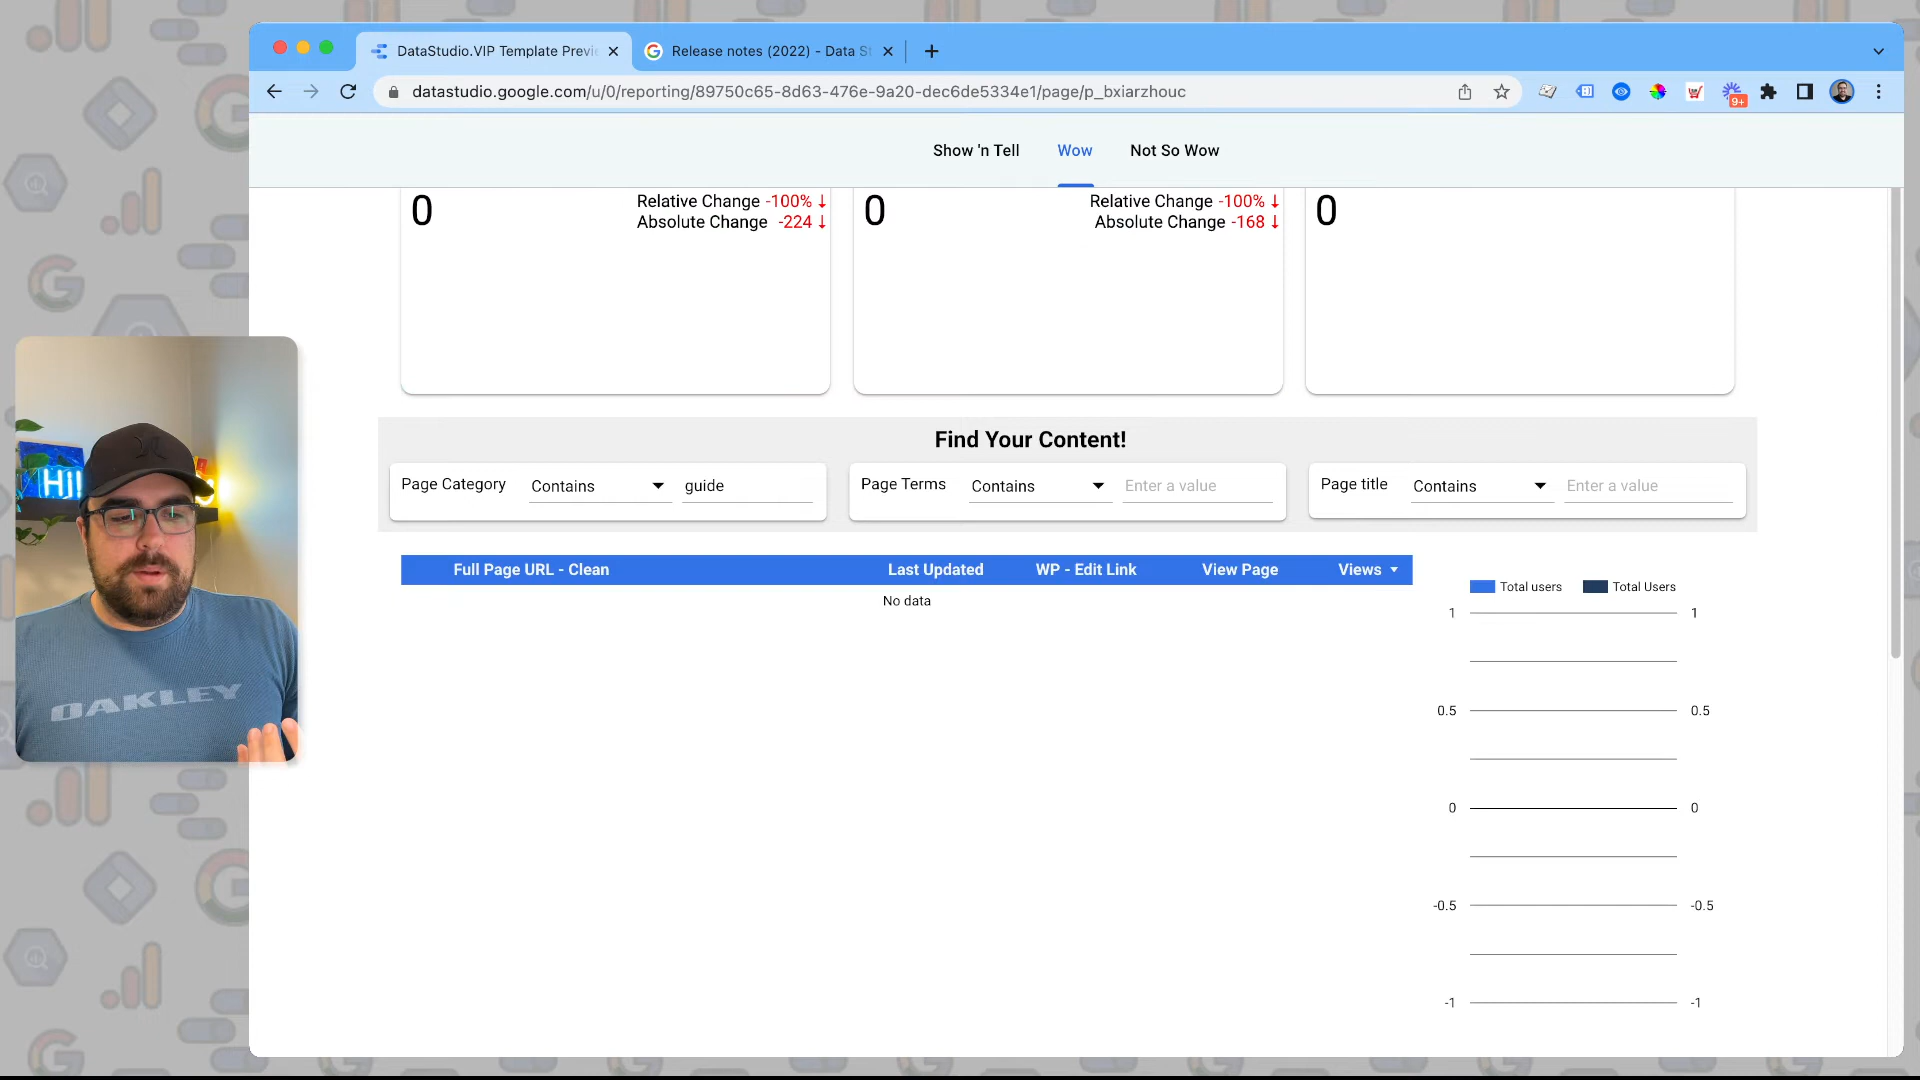 DataStudio.VIP Template Previ
Release notes (2022) - Data S
datastudio.google.com/u/0/reporting/89750c65-8d63-476e-9a20-dec6de5334e1/page/p_bxiarzhouc
9+
Show 'n Tell
Wow
Not So Wow
0
Relative Change -100% ↓
Absolute Change -224 ↓
0
Relative Change -100% ↓
Absolute Change -168 ↓
0
Find Your Content!
Page Category Contains guide
Page Terms Contains Enter a value
Page title Contains Enter a value
Full Page URL - Clean Last Updated WP - Edit Link View Page Views
No data
Total users Total Users
1 1
0.5 0.5
0 0
-0.5 -0.5
-1 -1
Hi!
OAKLEY